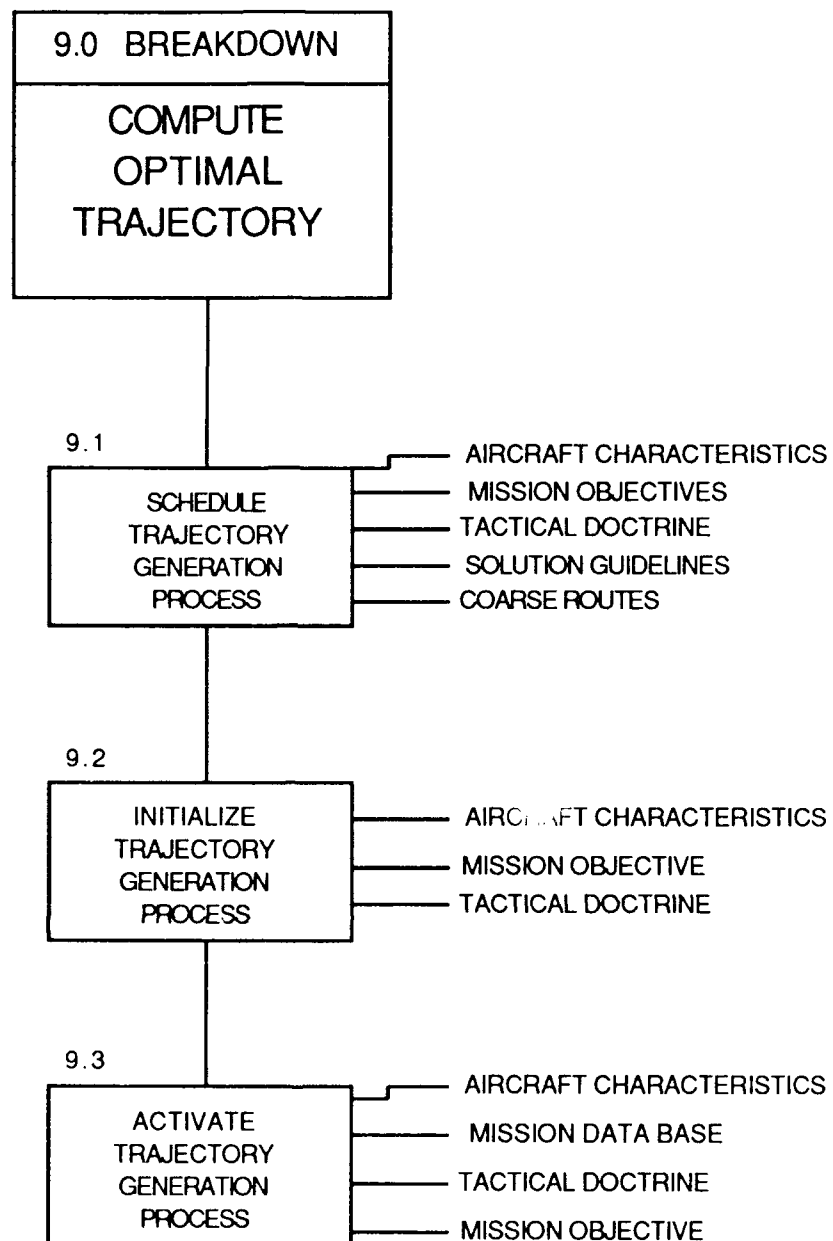 9.0 BREAKDOWN
COMPUTE
OPTIMAL
TRAJECTORY
9.1
SCHEDULE
TRAJECTORY
GENERATION
PROCESS
AIRCRAFT CHARACTERISTICS
MISSION OBJECTIVES
TACTICAL DOCTRINE
SOLUTION GUIDELINES
COARSE ROUTES
9.2
INITIALIZE
TRAJECTORY
GENERATION
PROCESS
AIRCRAFT CHARACTERISTICS
MISSION OBJECTIVE
TACTICAL DOCTRINE
9.3
ACTIVATE
TRAJECTORY
GENERATION
PROCESS
AIRCRAFT CHARACTERISTICS
MISSION DATA BASE
TACTICAL DOCTRINE
MISSION OBJECTIVE